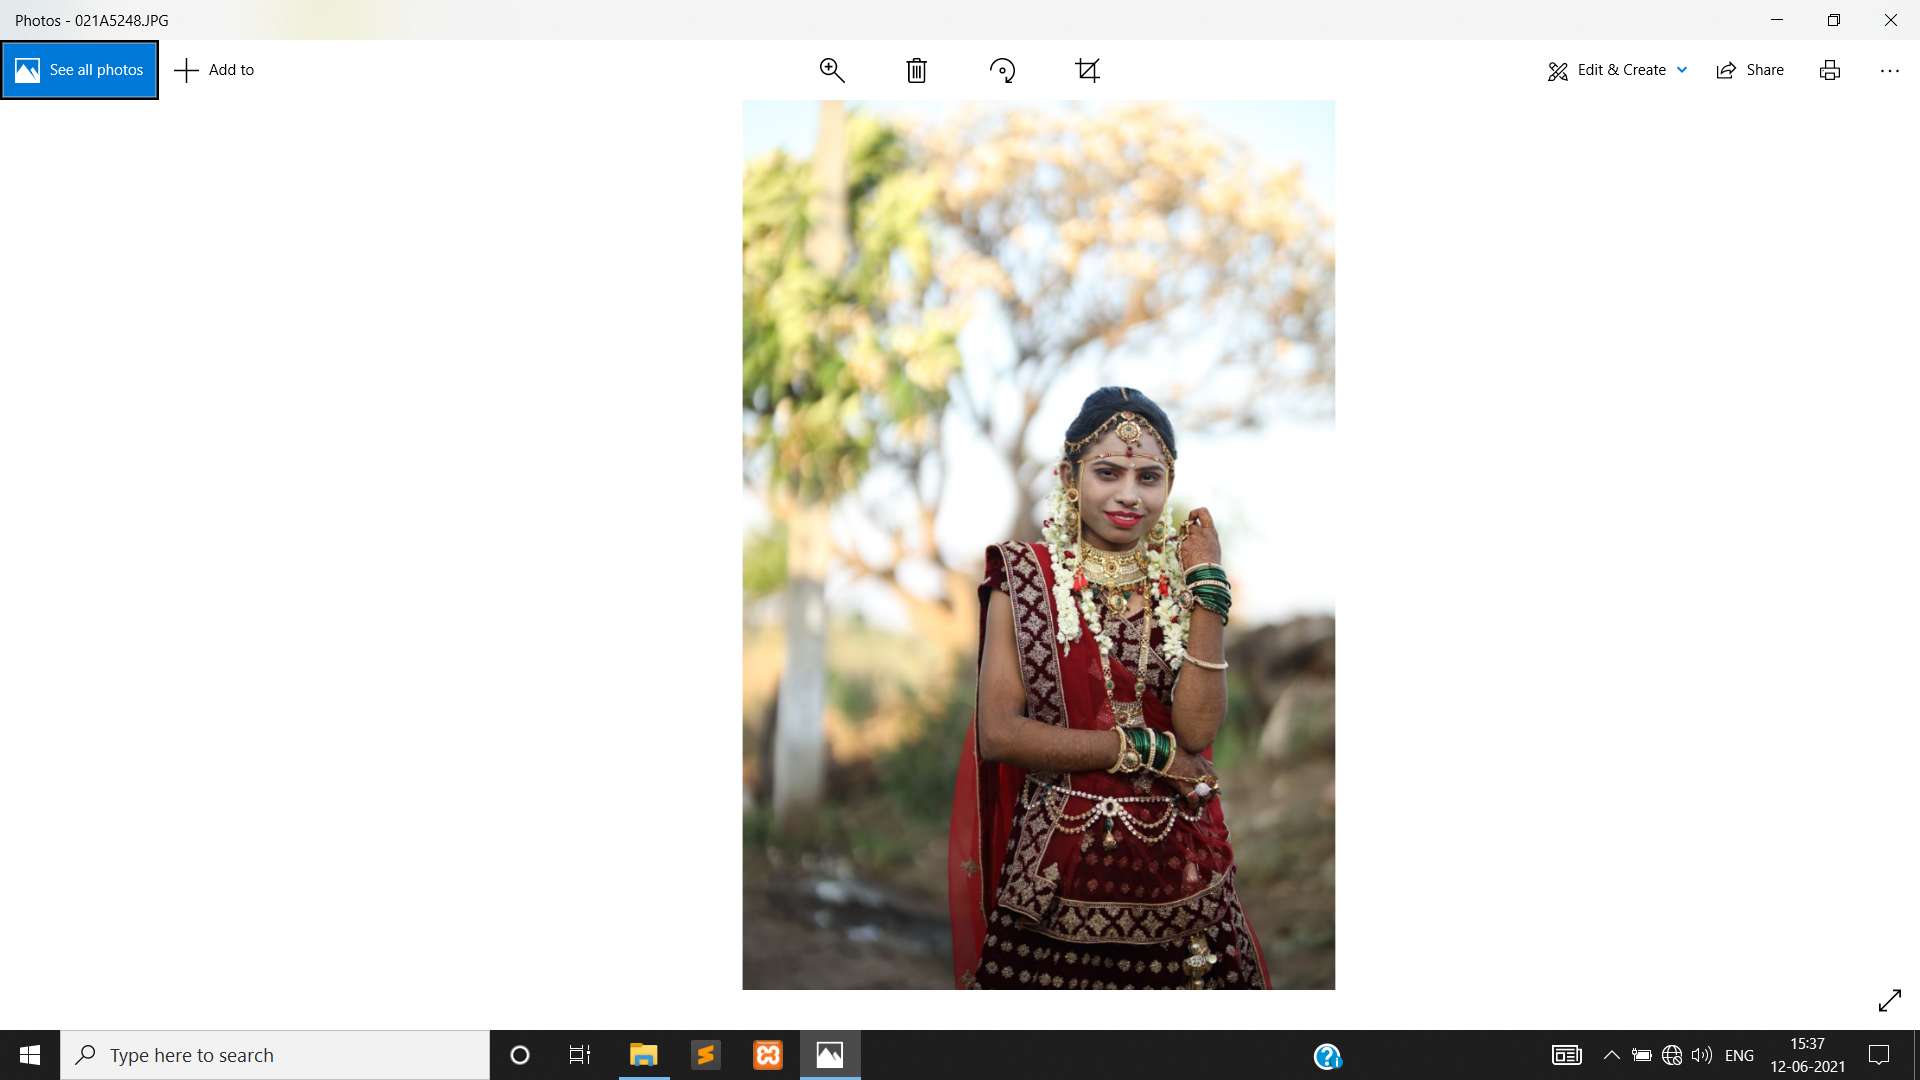 Photos - 021A5248.JPG
See all photos
Add to
Edit & Create
Share
Type here to search
ENG
15:37
12-06-2021